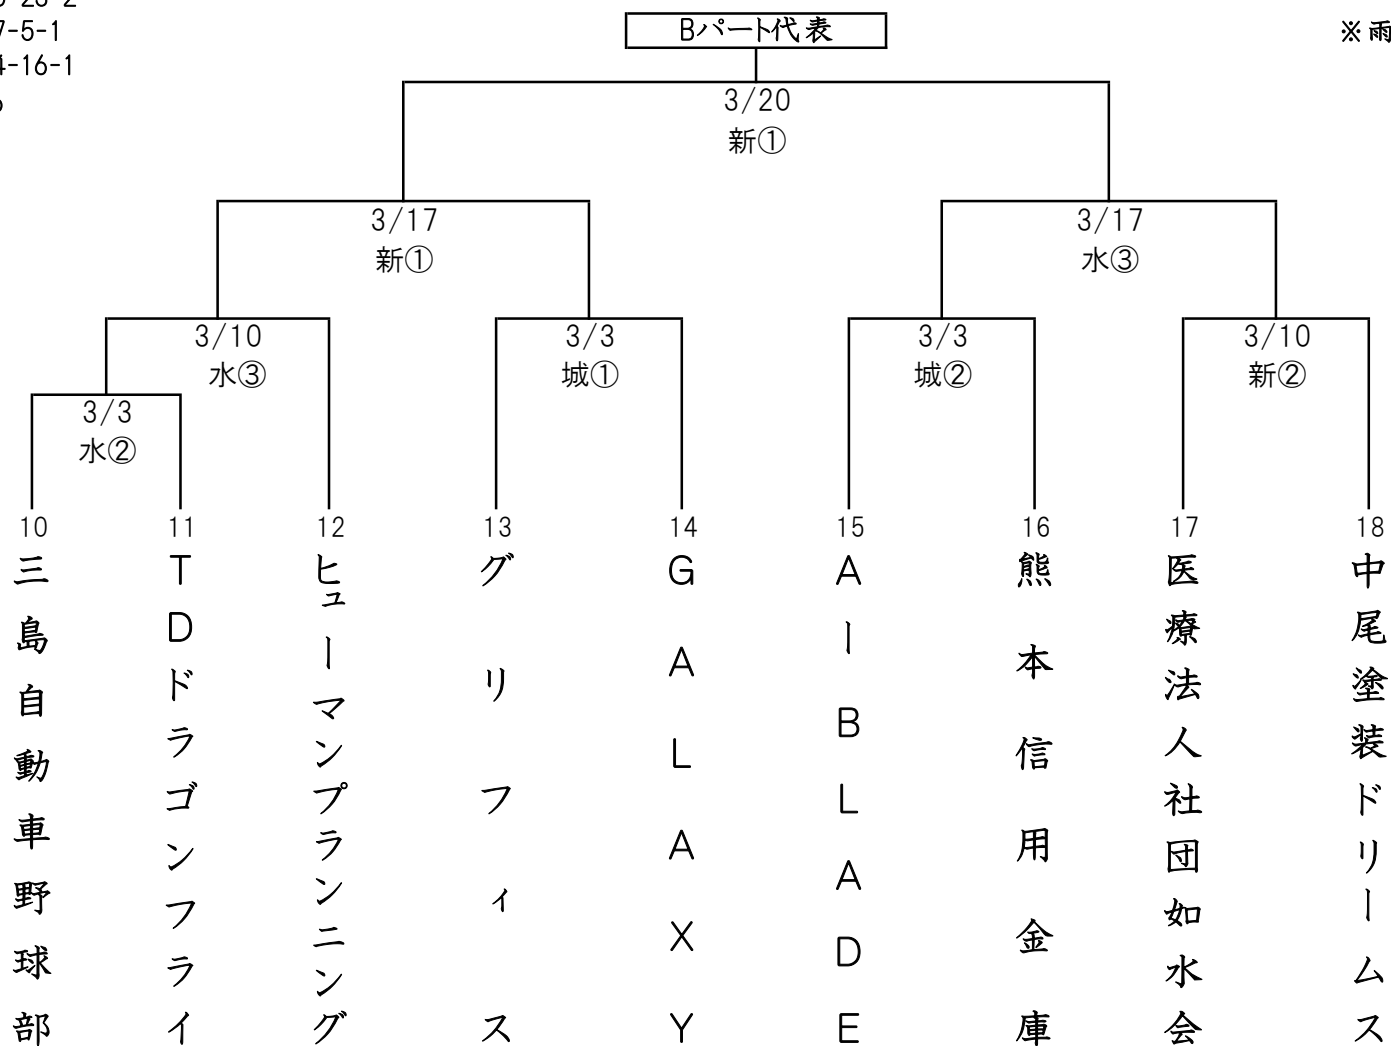 7-5-1
-16-1
Bパート代表
※雨
3/20
新①
3/17
新①
3/17
水③
3/10
水③
3/3
城①
3/3
城②
3/10
新②
3/3
水②
10
11
12
13
14
15
16
17
18
三島自動車野球部
TDドラゴンフライ
ヒューマンプランニング
グリフィス
GALAXY
A-BLADE
熊本信用金庫
医療法人社団如水会
中尾塗装ドリームス